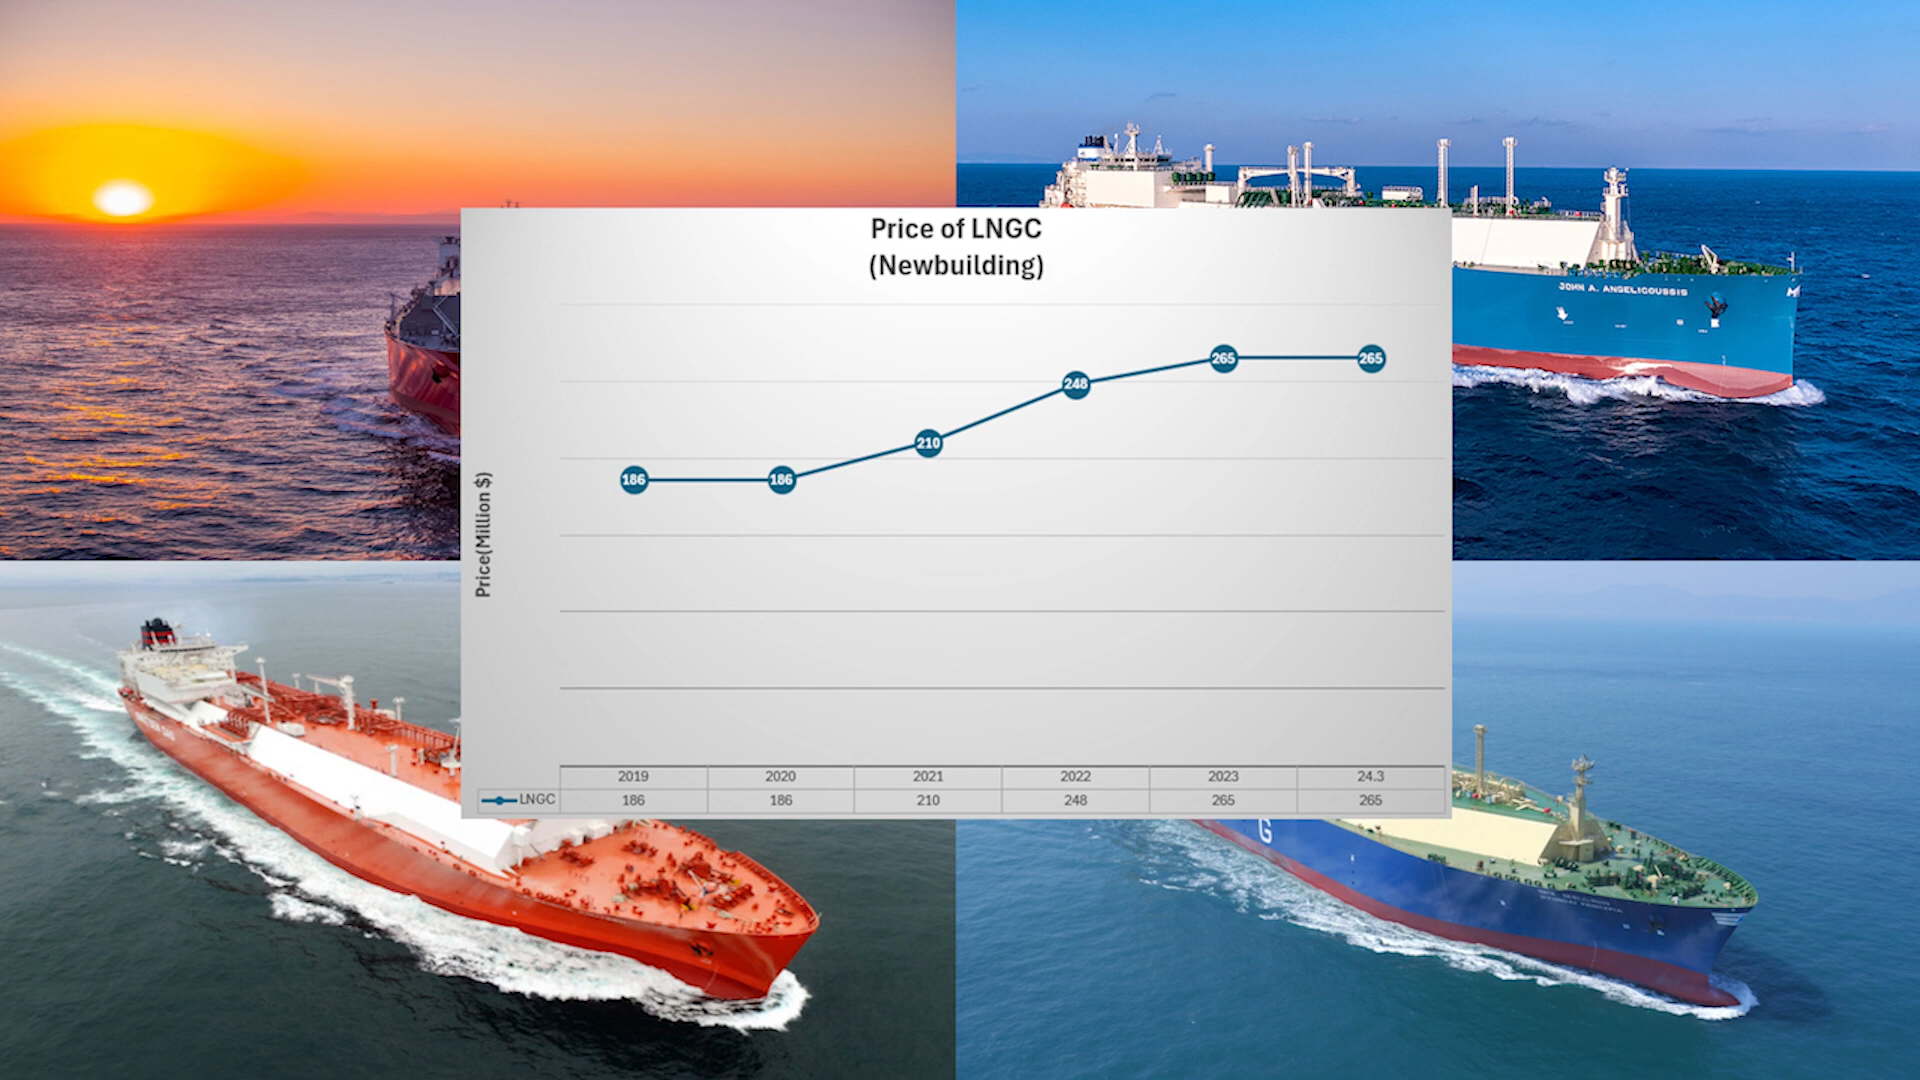 Price of LNGC
(Newbuilding)
JOHN A. ANGELICOUSSIS
265
265
248
210
186
186
Price(Million $)
2019 2020 2021 2022 2023 24.3
LNGC 186 186 210 248 265 265
G